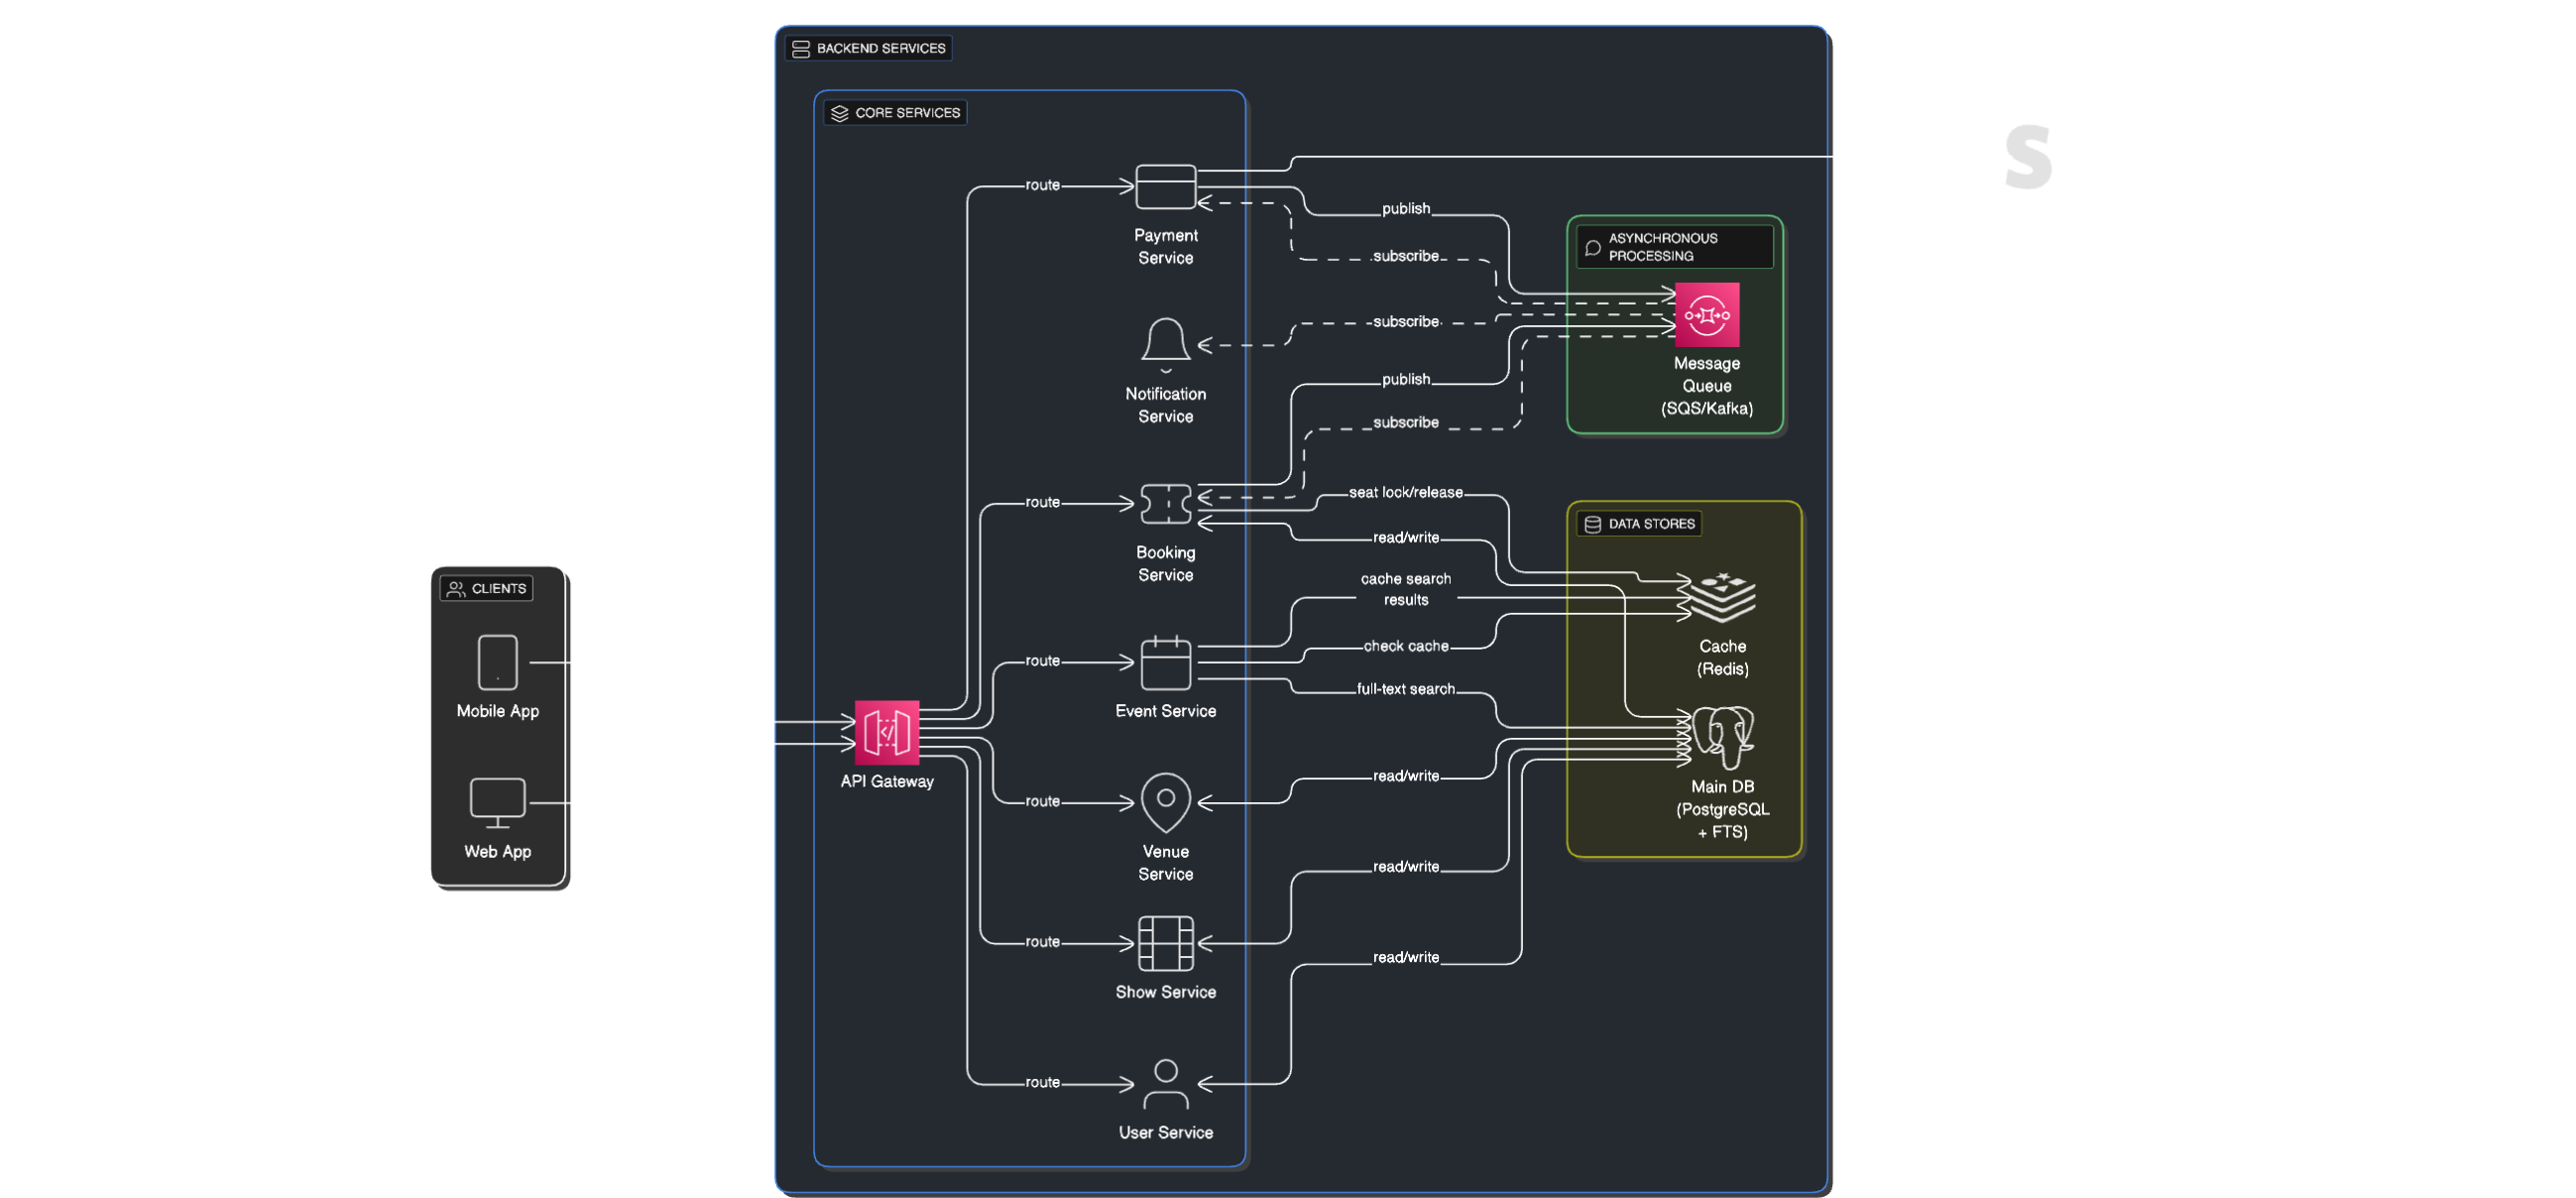 BACKEND SERVICES
CORE SERVICES
S
route
Payment
Service
publish
subscribe
ASYNCHRONOUS
PROCESSING
Message
Queue
(SQS/Kafka)
subscribe
Notification
Service
publish
subscribe
route
Booking
Service
seat lock/release
read/write
DATA STORES
cache search
results
check cache
Cache
(Redis)
CLIENTS
Mobile App
Web App
route
Event Service
full-text search
API Gateway
Main DB
(PostgreSQL
+ FTS)
route
Venue
Service
read/write
read/write
route
Show Service
read/write
route
User Service